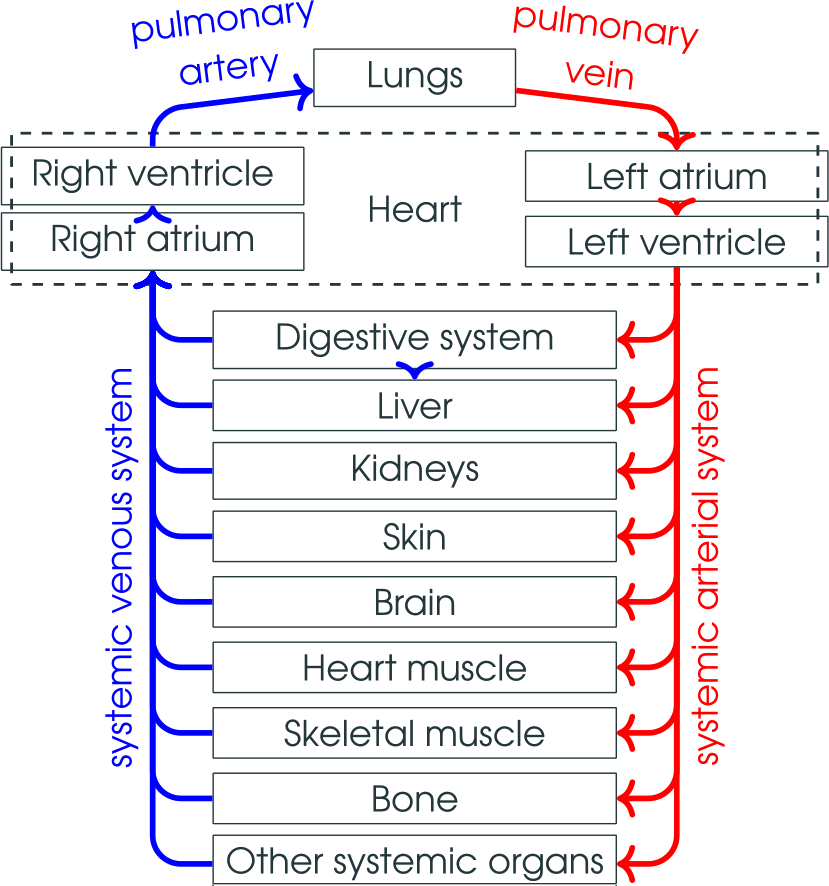 pulmonary
artery
pulmonary
vein
Lungs
Right ventricle
Left atrium
Heart
Right atrium
Left ventricle
Digestive system
Liver
Kidneys
Skin
Brain
Heart muscle
Skeletal muscle
Bone
Other systemic organs
systemic venous system
systemic arterial system